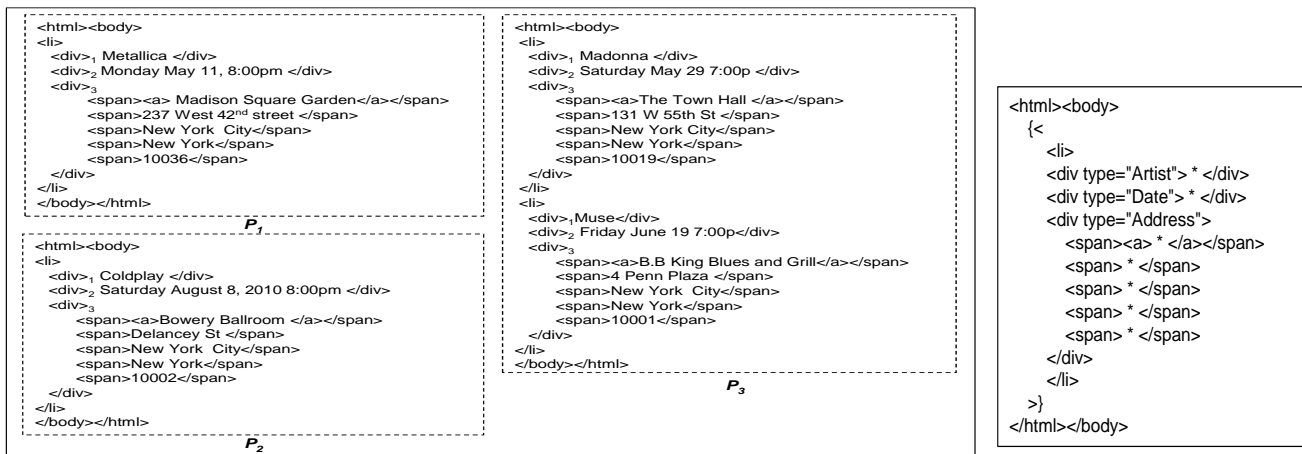 <html><body>
<li>
<div>1 Metallica </div>
<div>2 Monday May 11, 8:00pm </div>
<div>3
<span><a> Madison Square Garden</a></span>
<span>237 West 42nd street </span>
<span>New York  City</span>
<span>New York</span>
<span>10036</span>
</div>
</li>
</body></html>
P1
<html><body>
<li>
<div>1 Coldplay </div>
<div>2 Saturday August 8, 2010 8:00pm </div>
<div>3
<span><a>Bowery Ballroom </a></span>
<span>Delancey St </span>
<span>New York  City</span>
<span>New York</span>
<span>10002</span>
</div>
</li>
</body></html>
P2
<html><body>
<li>
<div>1 Madonna </div>
<div>2 Saturday May 29 7:00p </div>
<div>3
<span><a>The Town Hall </a></span>
<span>131 W 55th St </span>
<span>New York City</span>
<span>New York</span>
<span>10019</span>
</div>
</li>
<li>
<div>1Muse</div>
<div>2 Friday June 19 7:00p</div>
<div>3
<span><a>B.B King Blues and Grill</a></span>
<span>4 Penn Plaza </span>
<span>New York  City</span>
<span>New York</span>
<span>10001</span>
</div>
</li>
</body></html>
P3
<html><body>
{<
<li>
<div type="Artist"> * </div>
<div type="Date"> * </div>
<div type="Address">
<span><a> * </a></span>
<span> * </span>
<span> * </span>
<span> * </span>
<span> * </span>
</div>
</li>
>}
</html></body>